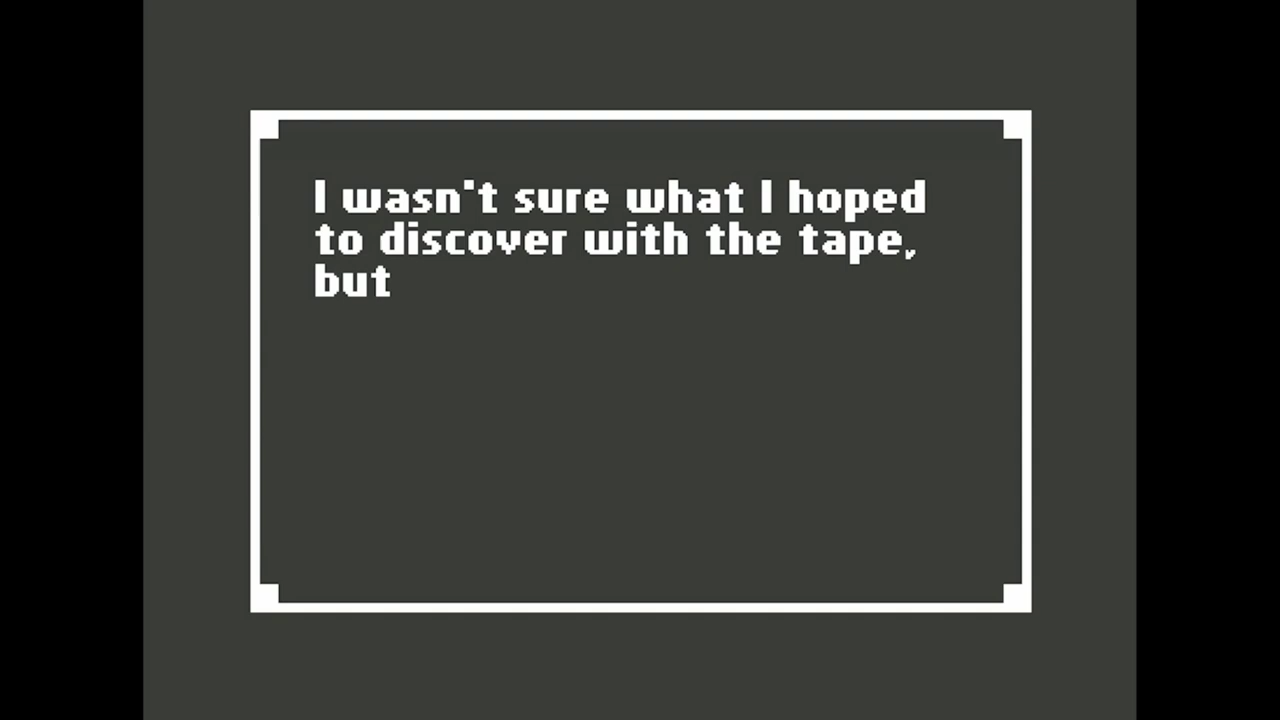 I wasn't sure what I hoped
to discover with the tape,
but